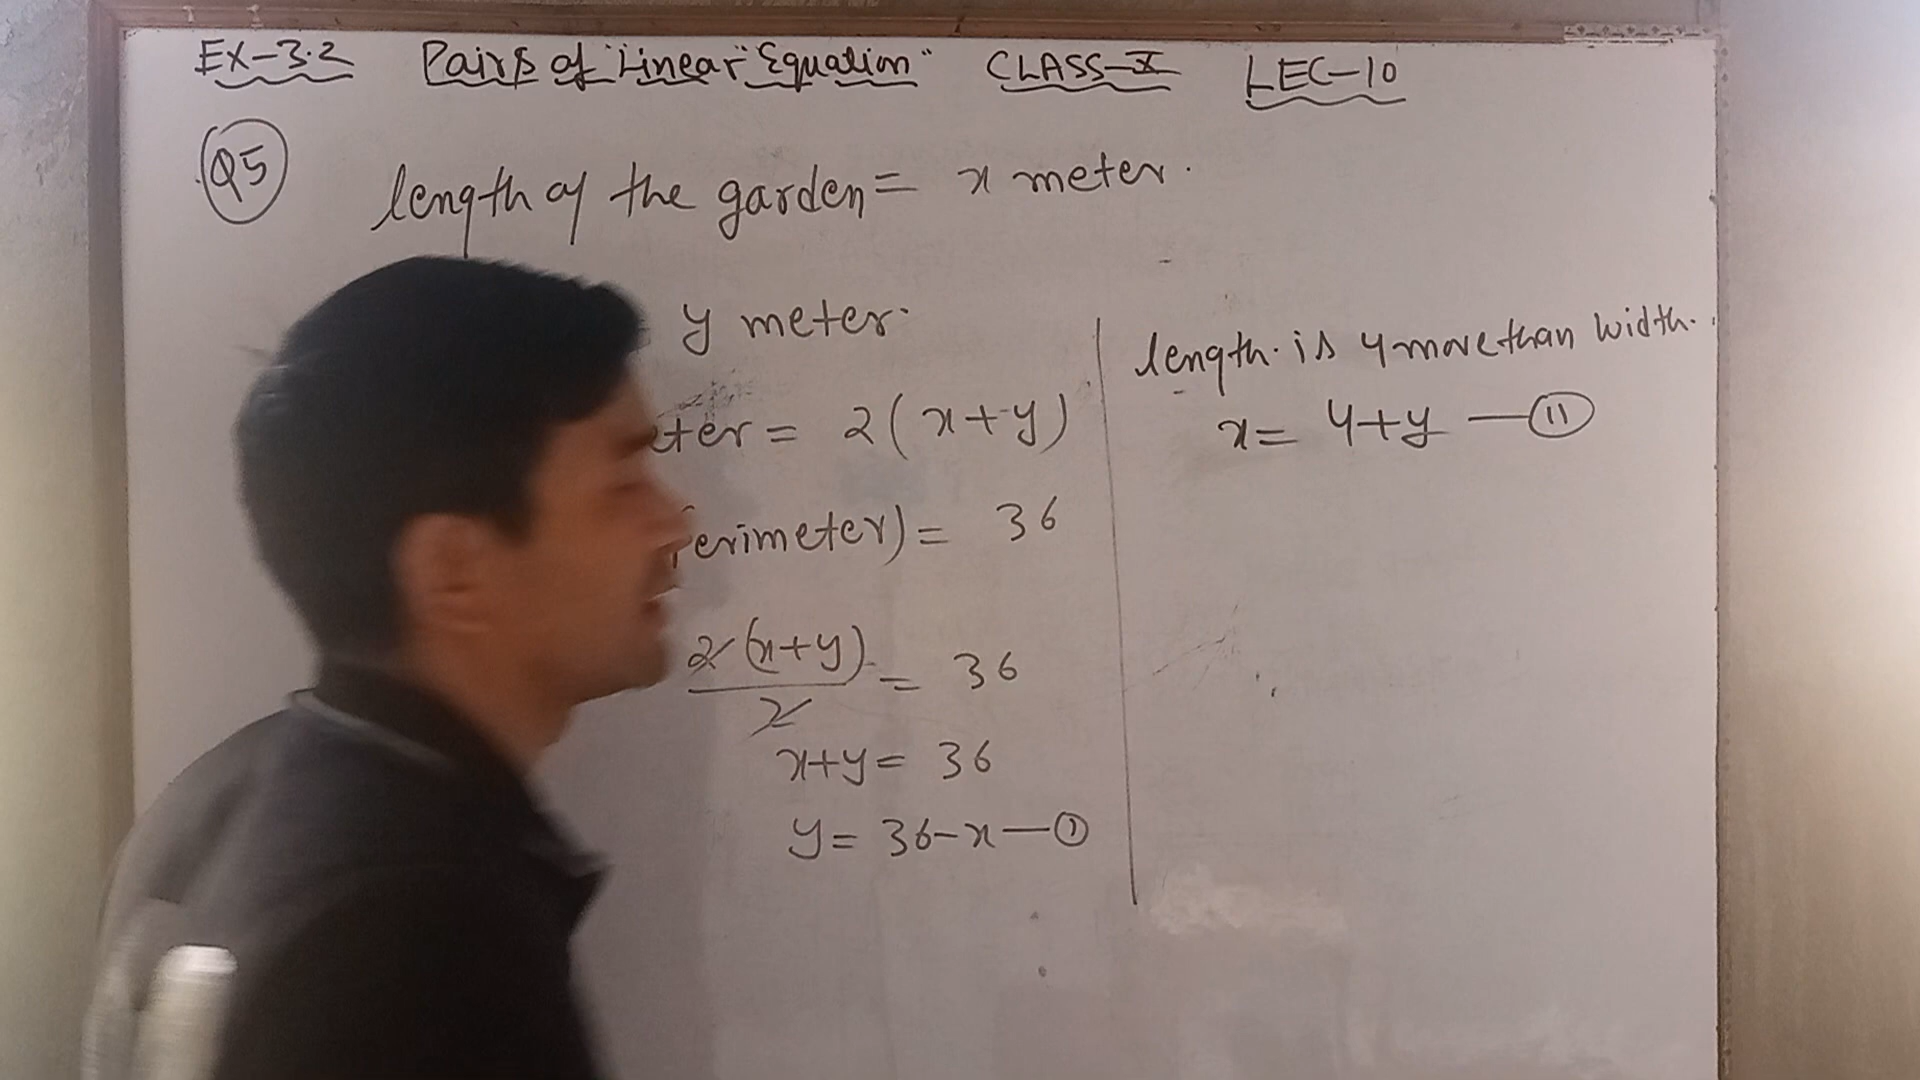 EX-3.2 Pairs of "Linear" Equation" CLASS-X LEC-10
Q5 length of the garden = x meter.
y meter.
eter = 2(x+y)
erimeter) = 36
2(x+y)/2 = 36
x+y = 36
y = 36-x —①
length is 4 more than width.
x = 4+y —⑪